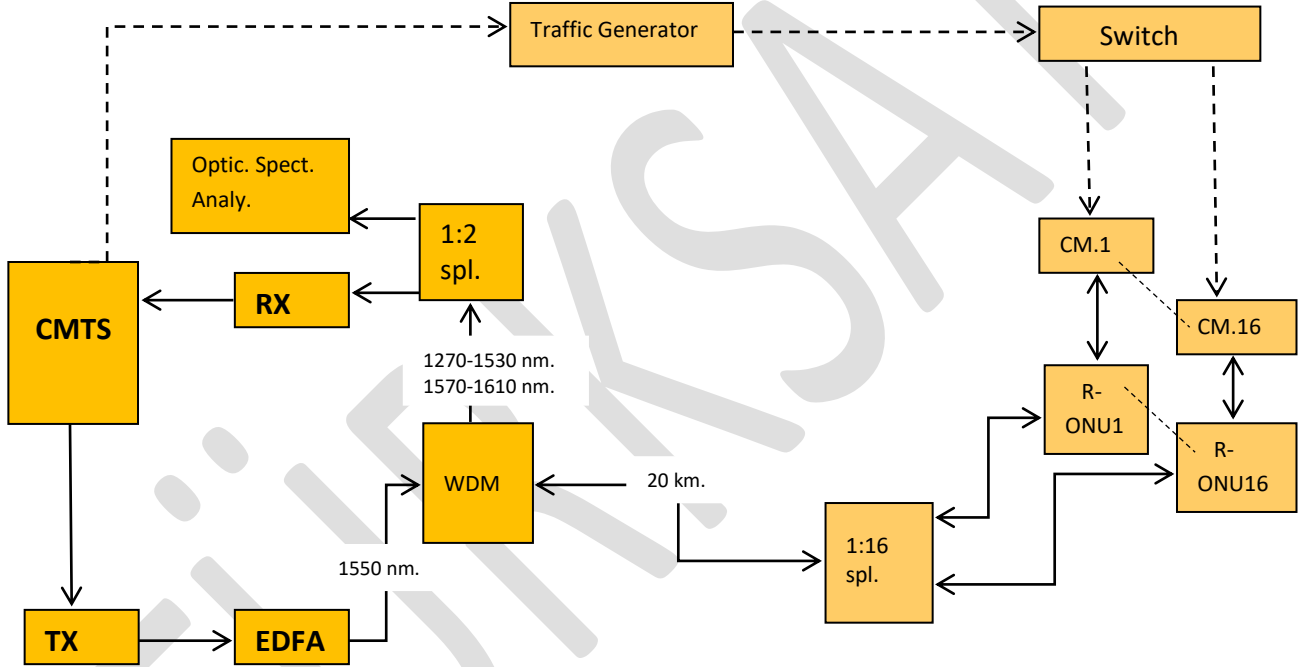 Traffic Generator
Switch
Optic. Spect.
Analy.
1:2
spl.
CM.1
RX
CMTS
CM.16
1270-1530 nm.
1570-1610 nm.
R-
ONU1
R-
ONU16
WDM
20 km.
1:16
spl.
1550 nm.
TX
EDFA